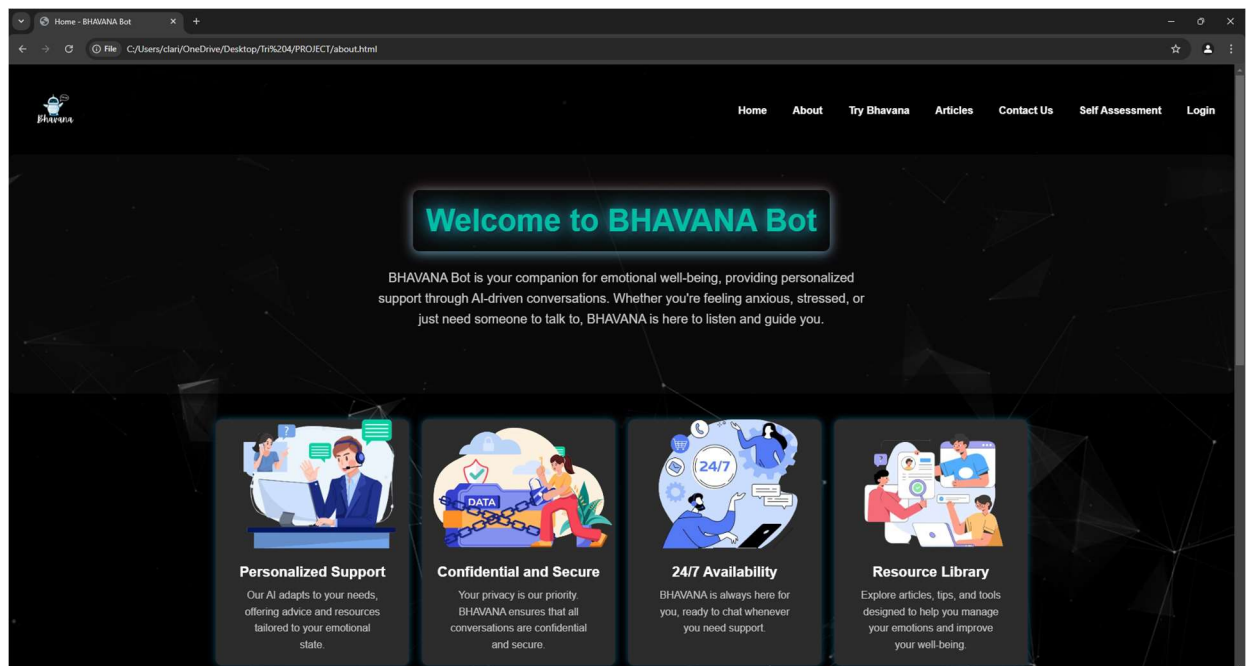 Home - BHAVANA Bot
File
C:/Users/clari/OneDrive/Desktop/Tri%204/PROJECT/about.html
Bhavana
Home About Try Bhavana Articles Contact Us Self Assessment Login
Welcome to BHAVANA Bot
BHAVANA Bot is your companion for emotional well-being, providing personalized
support through AI-driven conversations. Whether you're feeling anxious, stressed, or
just need someone to talk to, BHAVANA is here to listen and guide you.
?
DATA
24/7
?
Personalized Support
Our AI adapts to your needs,
offering advice and resources
tailored to your emotional
state.
Confidential and Secure
Your privacy is our priority.
BHAVANA ensures that all
conversations are confidential
and secure.
24/7 Availability
BHAVANA is always here for
you, ready to chat whenever
you need support.
Resource Library
Explore articles, tips, and tools
designed to help you manage
your emotions and improve
your well-being.